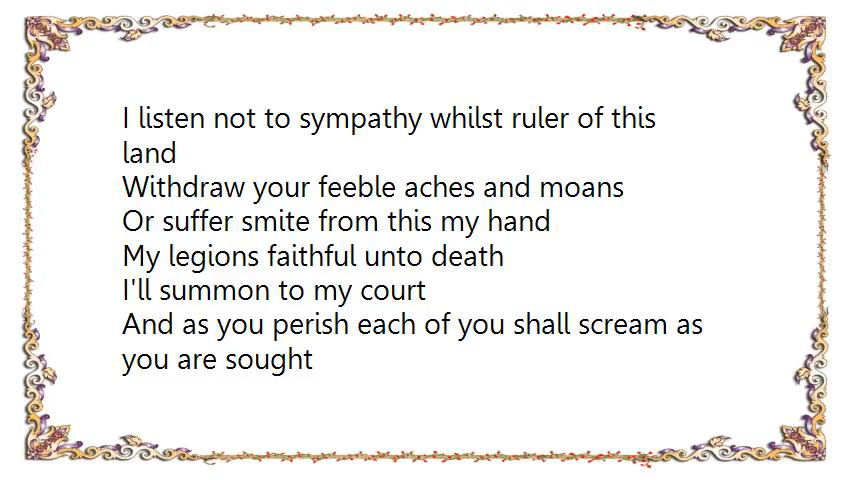 I listen not to sympathy whilst ruler of this
land
Withdraw your feeble aches and moans
Or suffer smite from this my hand
My legions faithful unto death
I'll summon to my court
And as you perish each of you shall scream as
you are sought